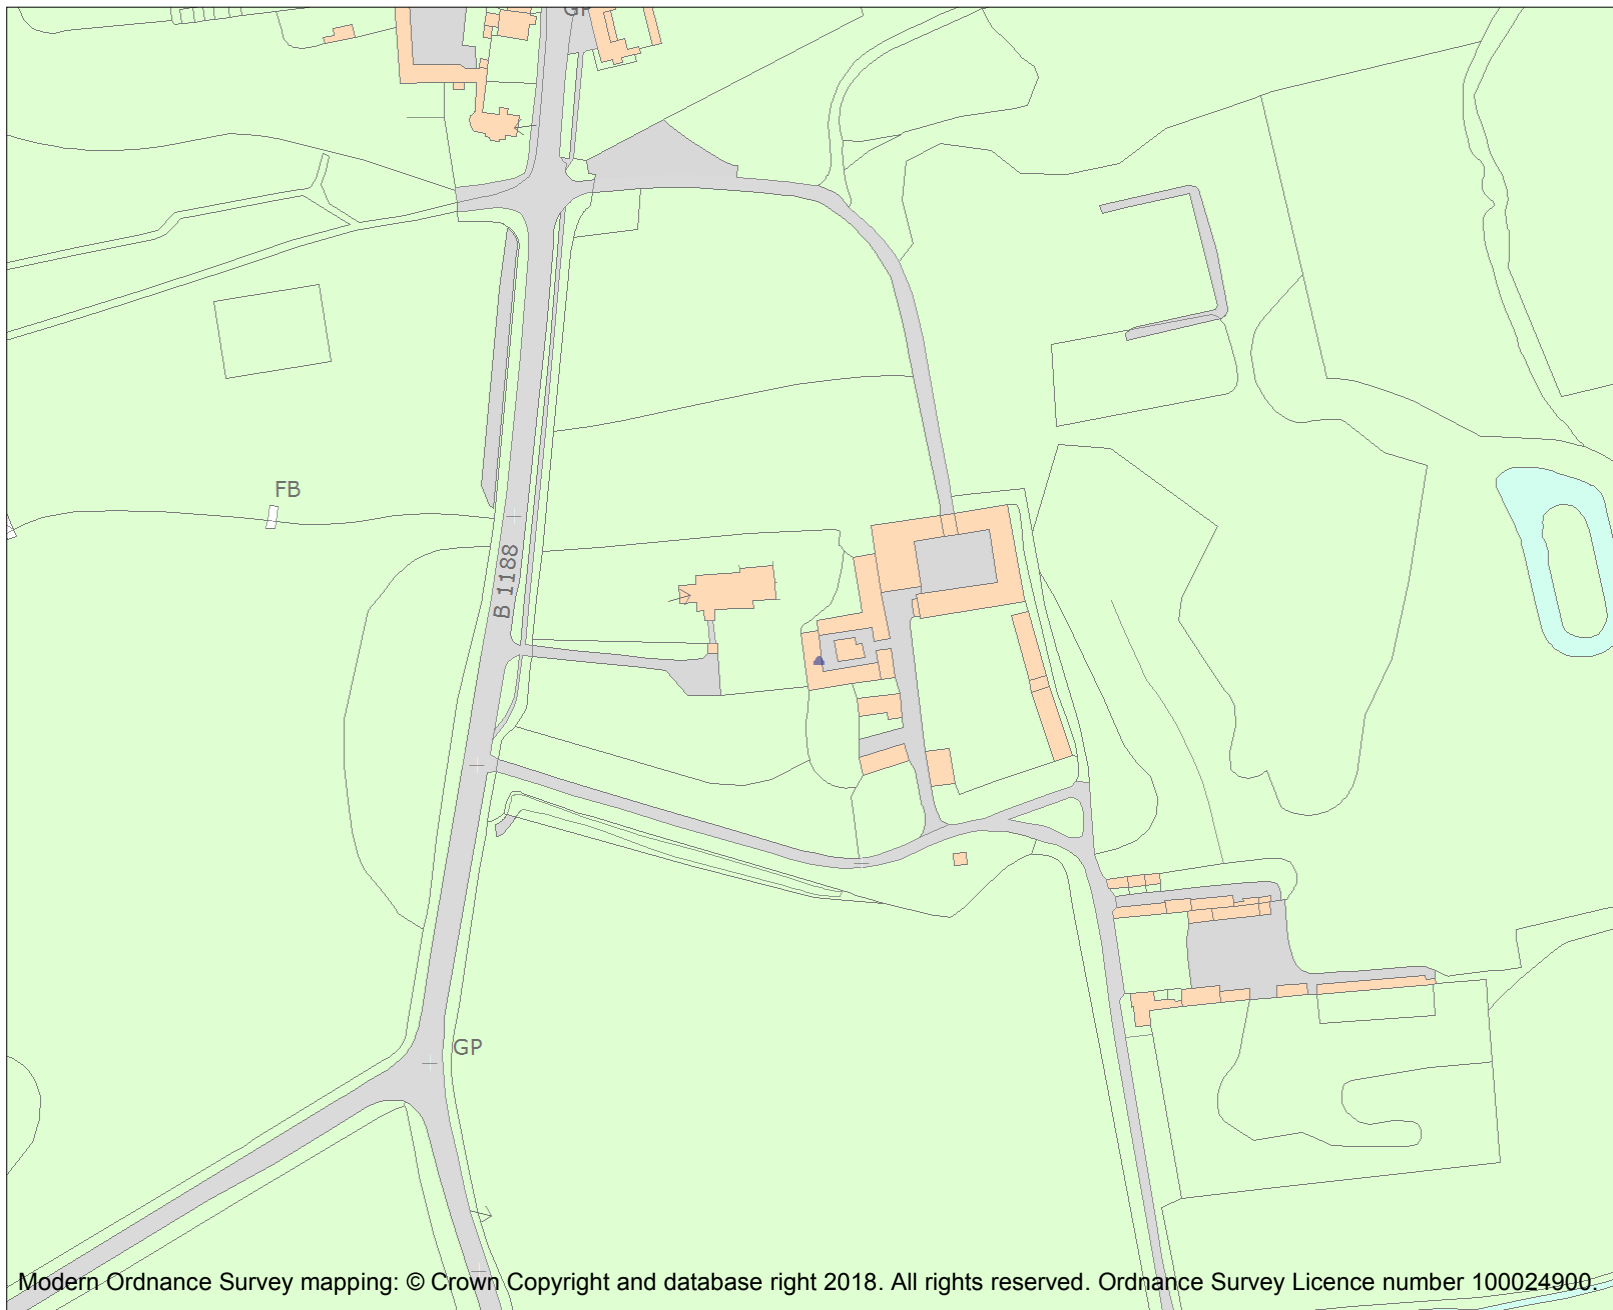 GP
FB
B 1188
GP
Modern Ordnance Survey mapping: © Crown Copyright and database right 2018. All rights reserved. Ordnance Survey Licence number 100024900.